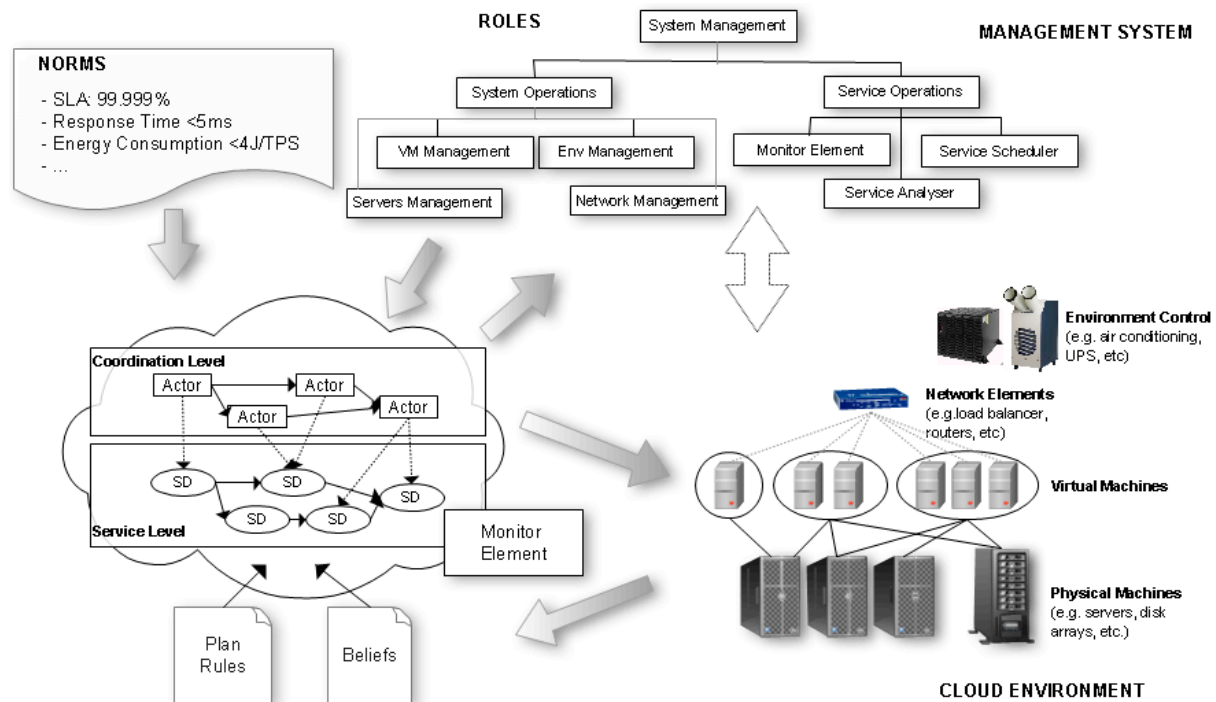 ROLES
MANAGEMENT SYSTEM
System Management
System Operations
Service Operations
VM Management
Env Management
Monitor Element
Service Scheduler
Servers Management
Network Management
Service Analyser
NORMS
- SLA: 99.999%
- Response Time <5ms
- Energy Consumption <4J/TPS
- ...
Coordination Level
Actor
Actor
Actor
Actor
SD
SD
SD
SD
SD
Service Level
Monitor
Element
Plan
Rules
Beliefs
Environment Control
(e.g. air conditioning,
UPS, etc)
Network Elements
(e.g.load balancer,
routers, etc)
Virtual Machines
Physical Machines
(e.g. servers, disk
arrays, etc.)
CLOUD ENVIRONMENT